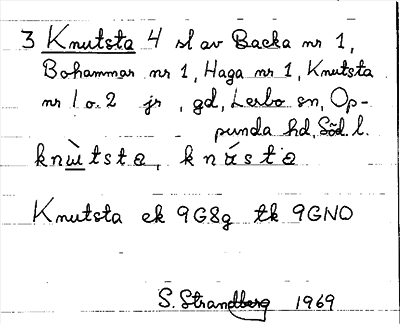 3 Knutsta 4 sl av Backa nr 1,
Bohammar nr 1, Haga nr 1, Knutsta
nr 1 o. 2 jr , gd, Lerbo sn, Op-
punda hd, Söd. l.
knùtsta, knústa
Knutsta ek 9G8g tk 9GNO
S. Strandberg 1969